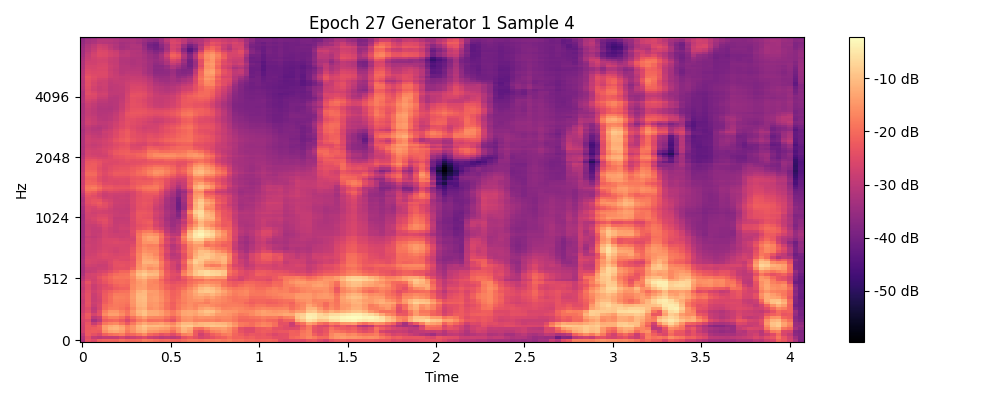 Epoch 27 Generator 1 Sample 4
Hz
4096
2048
1024
512
0
0 0.5 1 1.5 2 2.5 3 3.5 4
Time
-10 dB
-20 dB
-30 dB
-40 dB
-50 dB